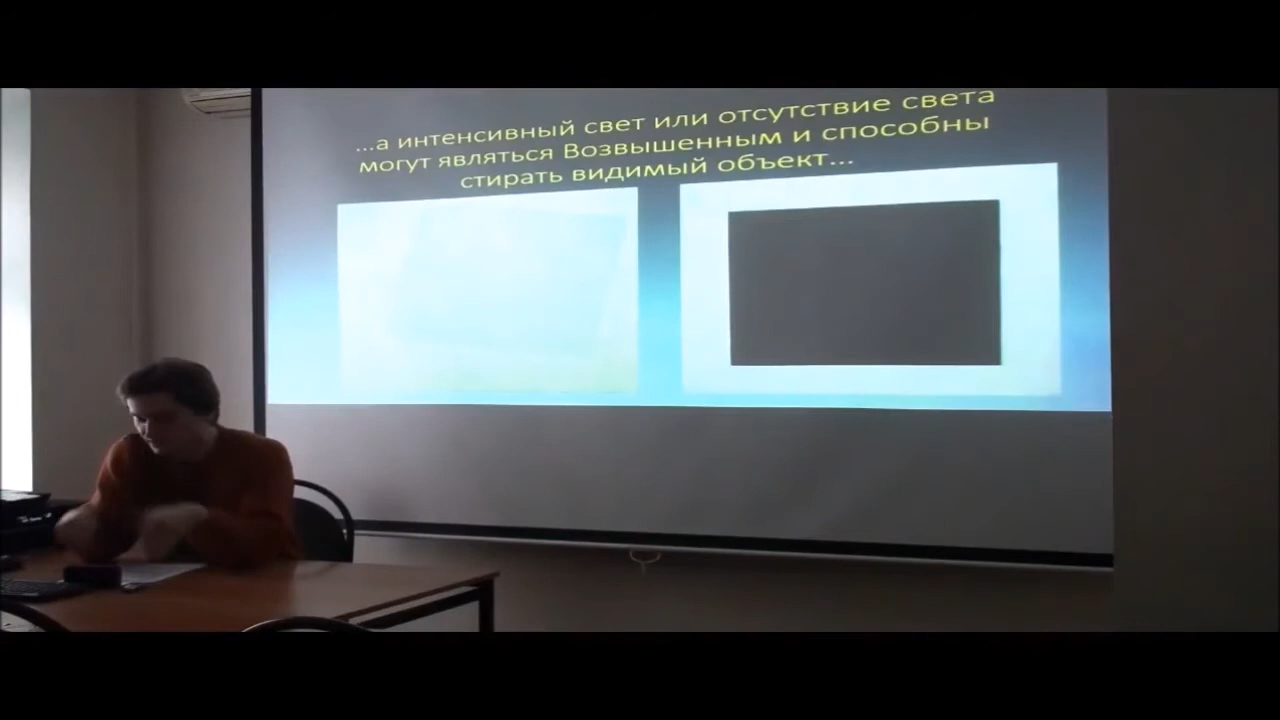 ...а интенсивный свет или отсутствие света
могут являться Возвышенным и способны
стирать видимый объект...